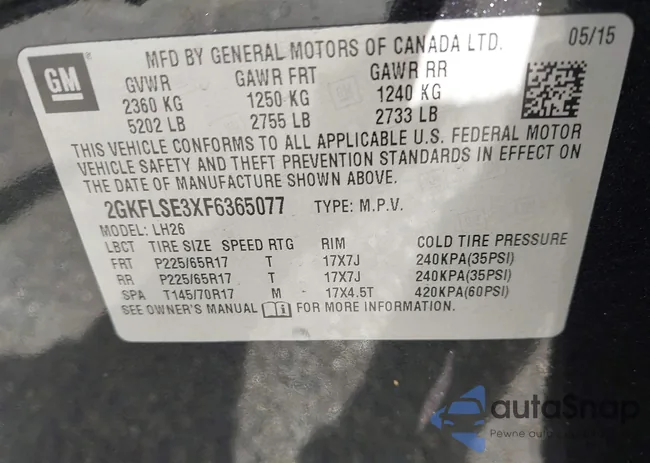 MFD BY GENERAL MOTORS OF CANADA LTD. 05/15
GM
GVWR GAWR FRT GAWR RR
2360 KG 1250 KG 1240 KG
5202 LB 2755 LB 2733 LB
THIS VEHICLE CONFORMS TO ALL APPLICABLE U.S. FEDERAL MOTOR
VEHICLE SAFETY AND THEFT PREVENTION STANDARDS IN EFFECT ON
THE DATE OF MANUFACTURE SHOWN ABOVE.
2GKFLSE3XF6365077 TYPE: M.P.V.
MODEL: LH26
LBCT TIRE SIZE SPEED RTG RIM COLD TIRE PRESSURE
FRT P225/65R17 T 17X7J 240KPA(35PSI)
RR P225/65R17 T 17X7J 240KPA(35PSI)
SPA T145/70R17 M 17X4.5T 420KPA(60PSI)
SEE OWNER'S MANUAL FOR MORE INFORMATION.
autoSnap
Pewne auto